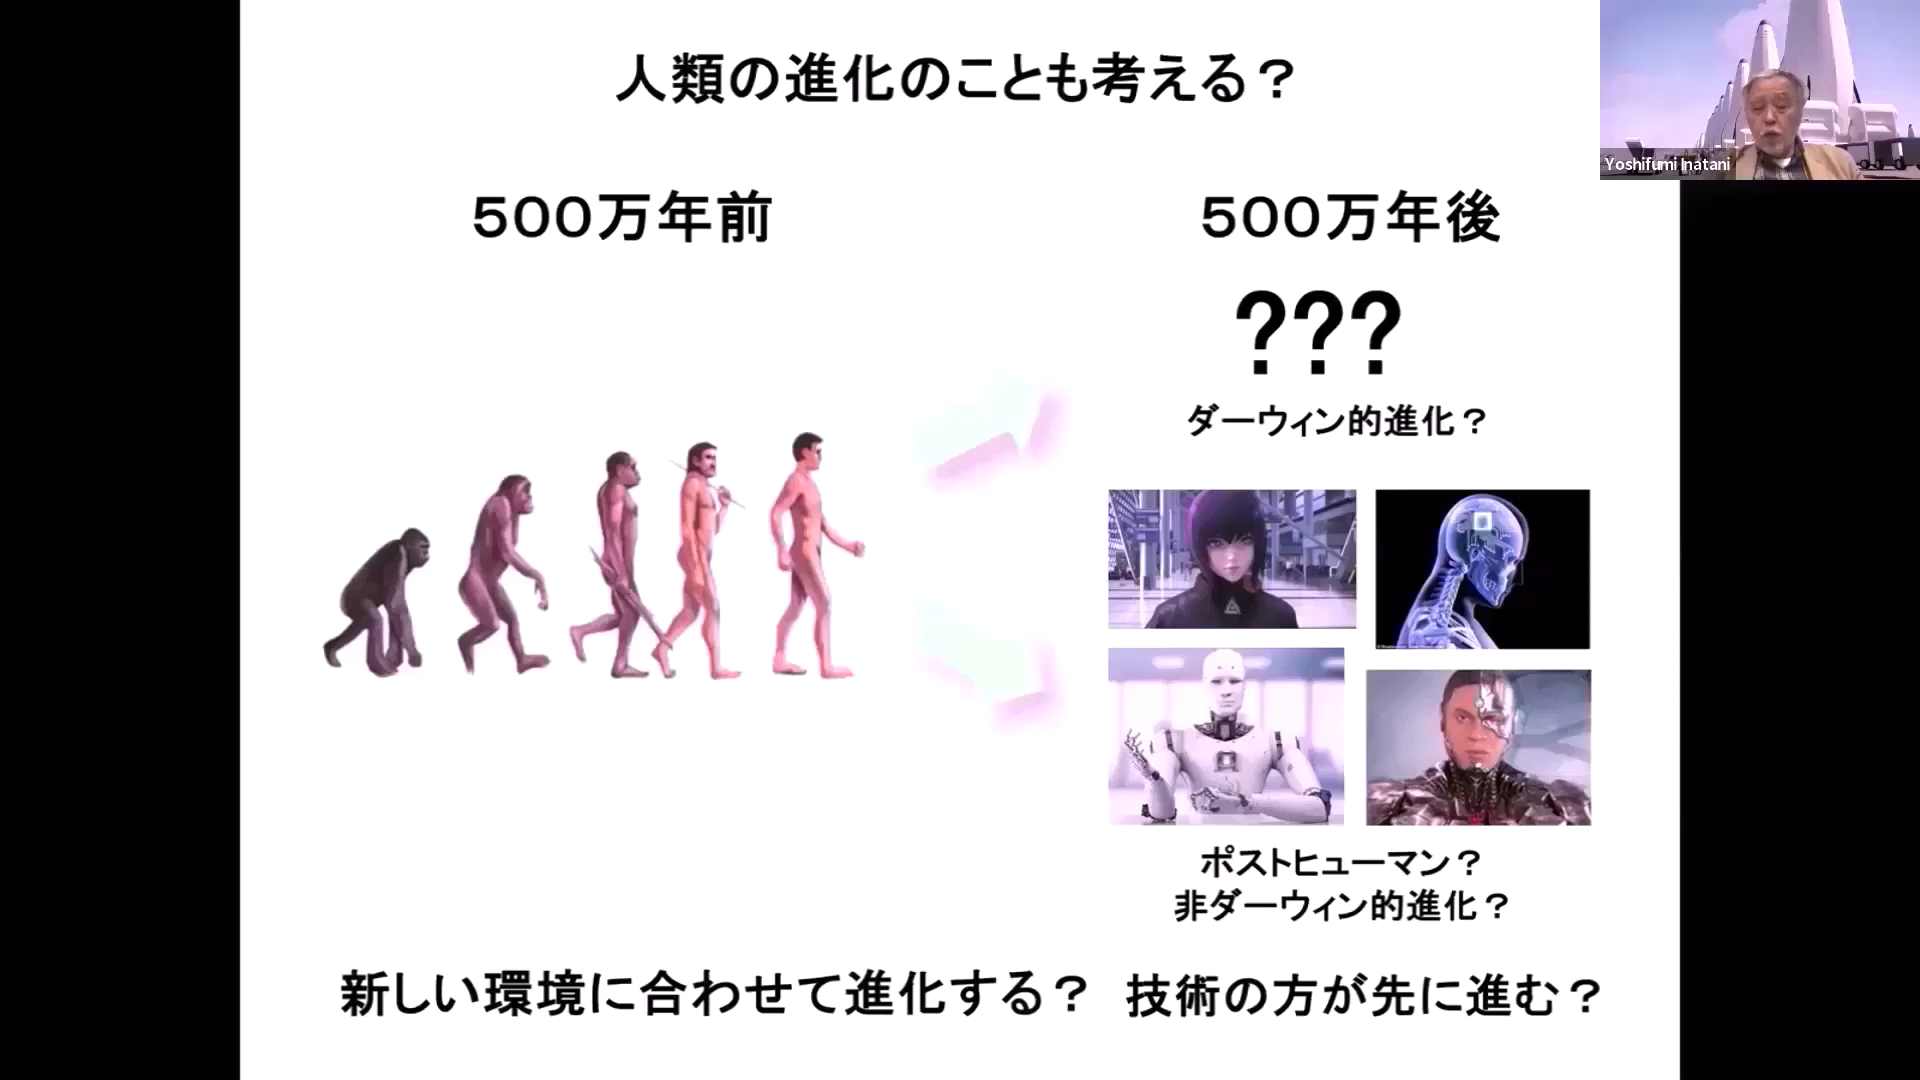 人類の進化のことも考える？
Yoshifumi Inatani
５００万年前
５００万年後
???
ダーウィン的進化？
ポストヒューマン？
非ダーウィン的進化？
新しい環境に合わせて進化する？
技術の方が先に進む？